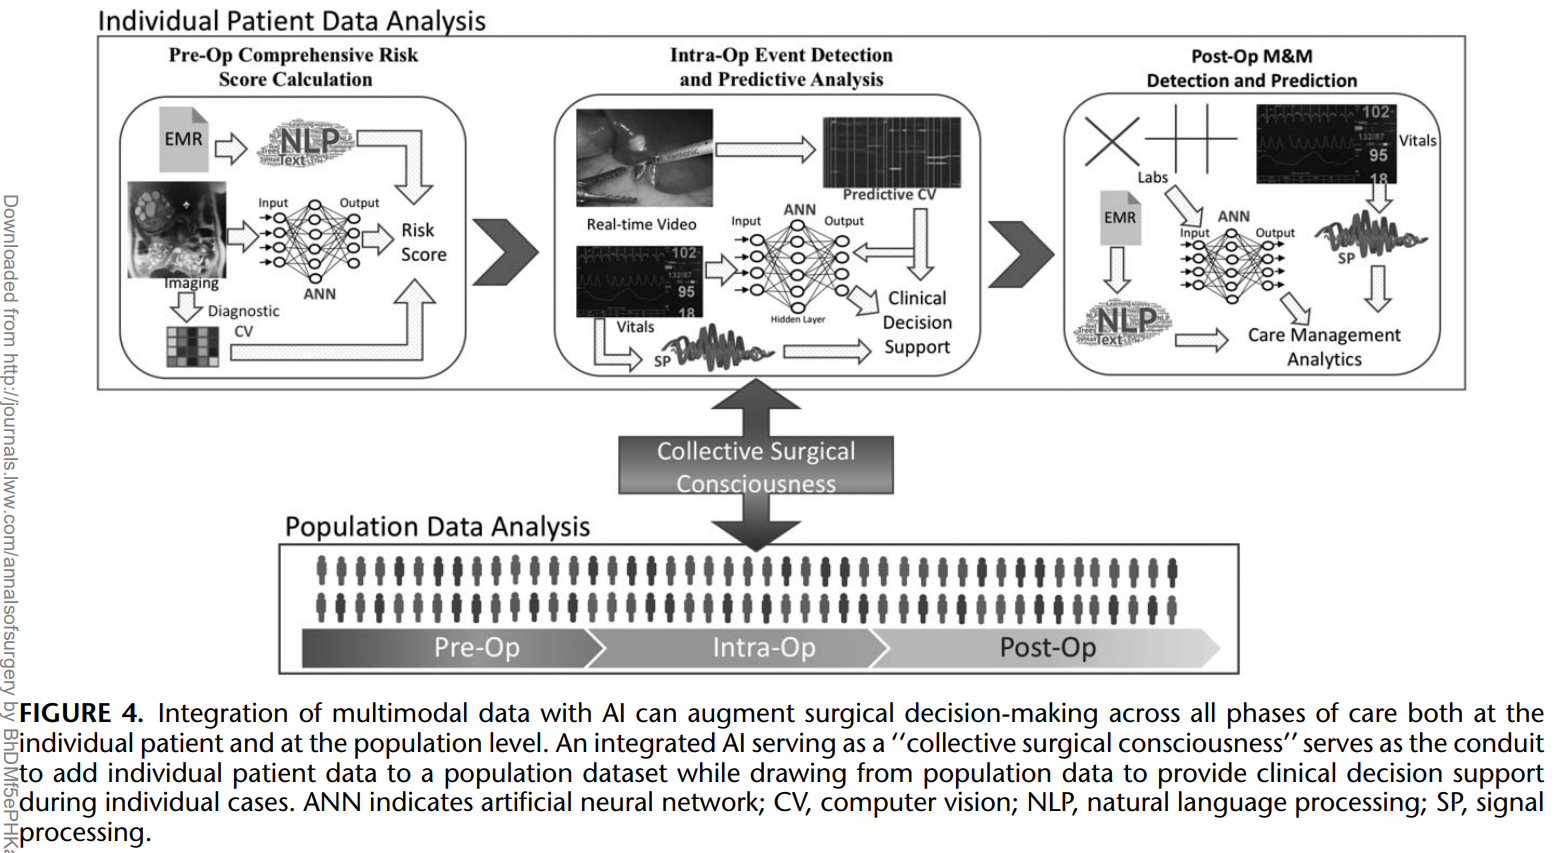 Individual Patient Data Analysis
Pre-Op Comprehensive Risk
Score Calculation
EMR
NLP
Text
Imaging
Input
Output
ANN
Risk
Score
Diagnostic
CV
Intra-Op Event Detection
and Predictive Analysis
Real-time Video
Predictive CV
102
132/87
95
18
Vitals
Input
ANN
Output
Hidden Layer
SP
Clinical
Decision
Support
Post-Op M&M
Detection and Prediction
Labs
102
132/87
95
18
Vitals
EMR
NLP
Text
Input
ANN
Output
SP
Care Management
Analytics
Collective Surgical
Consciousness
Population Data Analysis
Pre-Op
Intra-Op
Post-Op
FIGURE 4. Integration of multimodal data with AI can augment surgical decision-making across all phases of care both at the
individual patient and at the population level. An integrated AI serving as a ‘‘collective surgical consciousness’’ serves as the conduit
to add individual patient data to a population dataset while drawing from population data to provide clinical decision support
during individual cases. ANN indicates artificial neural network; CV, computer vision; NLP, natural language processing; SP, signal
processing.
Downloaded from http://journals.lww.com/annalsofsurgery by BhDMf5ePHKa